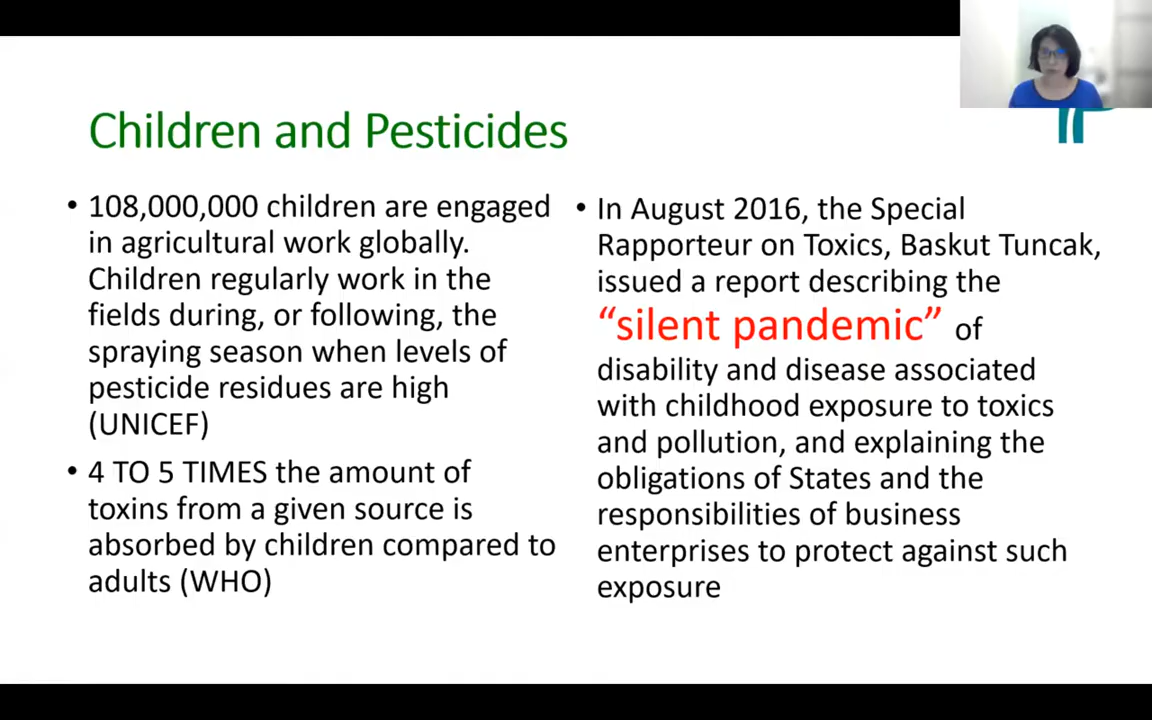 Children and Pesticides
• 108,000,000 children are engaged
in agricultural work globally.
Children regularly work in the
fields during, or following, the
spraying season when levels of
pesticide residues are high
(UNICEF)
• 4 TO 5 TIMES the amount of
toxins from a given source is
absorbed by children compared to
adults (WHO)
• In August 2016, the Special
Rapporteur on Toxics, Baskut Tuncak,
issued a report describing the
“silent pandemic” of
disability and disease associated
with childhood exposure to toxics
and pollution, and explaining the
obligations of States and the
responsibilities of business
enterprises to protect against such
exposure